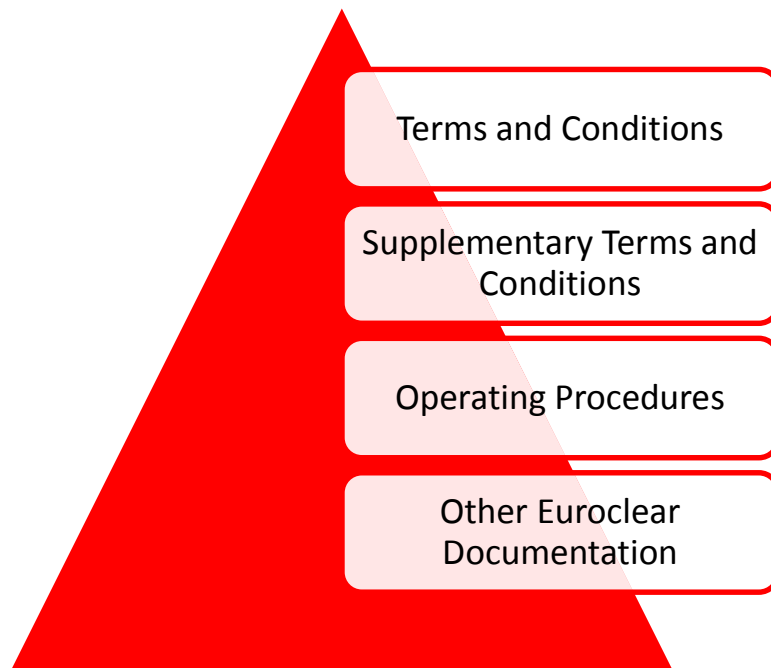 Terms and Conditions
Supplementary Terms and
Conditions
Operating Procedures
Other Euroclear
Documentation